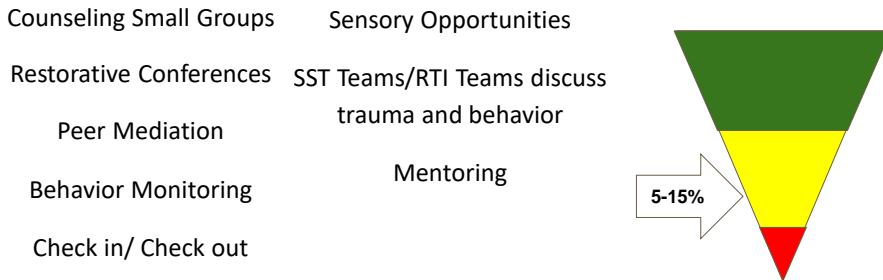 Counseling Small Groups
Restorative Conferences
Peer Mediation
Behavior Monitoring
Check in/ Check out
Sensory Opportunities
SST Teams/RTI Teams discuss
trauma and behavior
Mentoring
5-15%